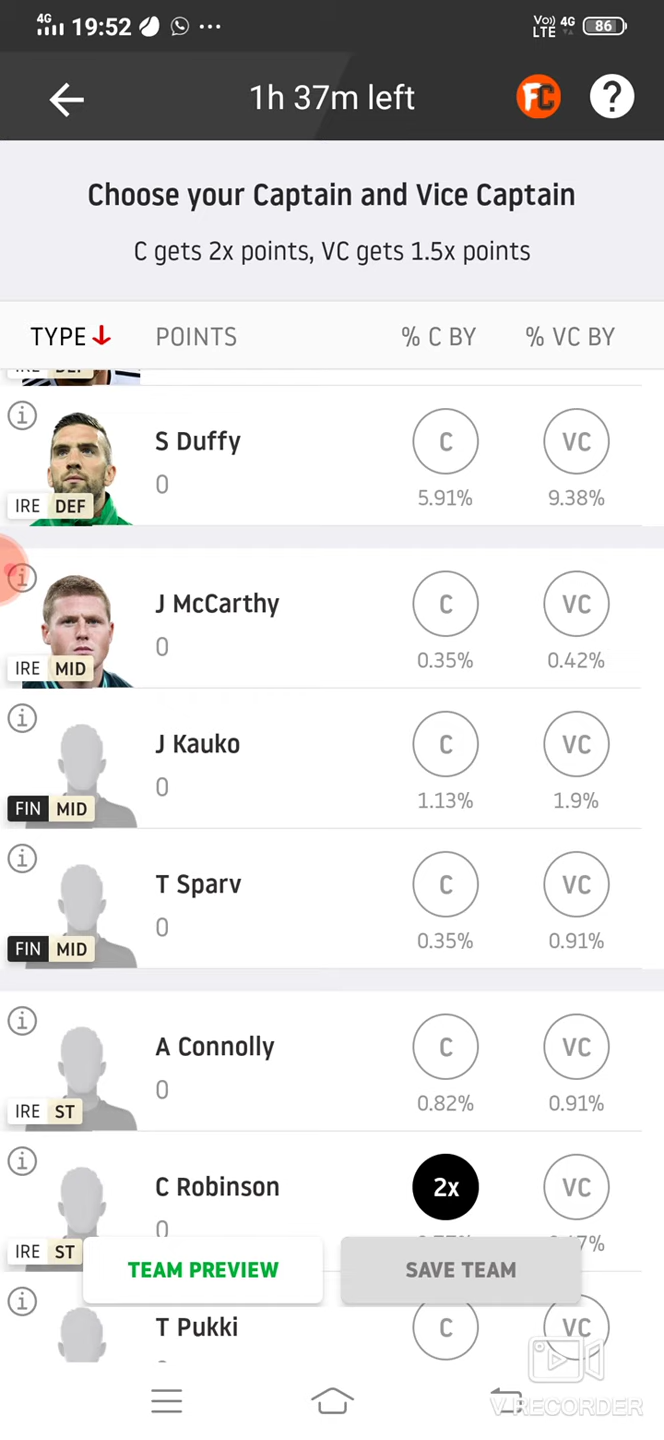 4G 19:52 ... Vo)) LTE 4G 86
1h 37m left FC ?
Choose your Captain and Vice Captain
C gets 2x points, VC gets 1.5x points
TYPE POINTS % C BY % VC BY
S Duffy C VC
0 5.91% 9.38%
IRE DEF
J McCarthy C VC
0 0.35% 0.42%
IRE MID
J Kauko C VC
0 1.13% 1.9%
FIN MID
T Sparv C VC
0 0.35% 0.91%
FIN MID
A Connolly C VC
0 0.82% 0.91%
IRE ST
C Robinson 2x VC
0
IRE ST
TEAM PREVIEW SAVE TEAM
T Pukki C VC
V RECORDER